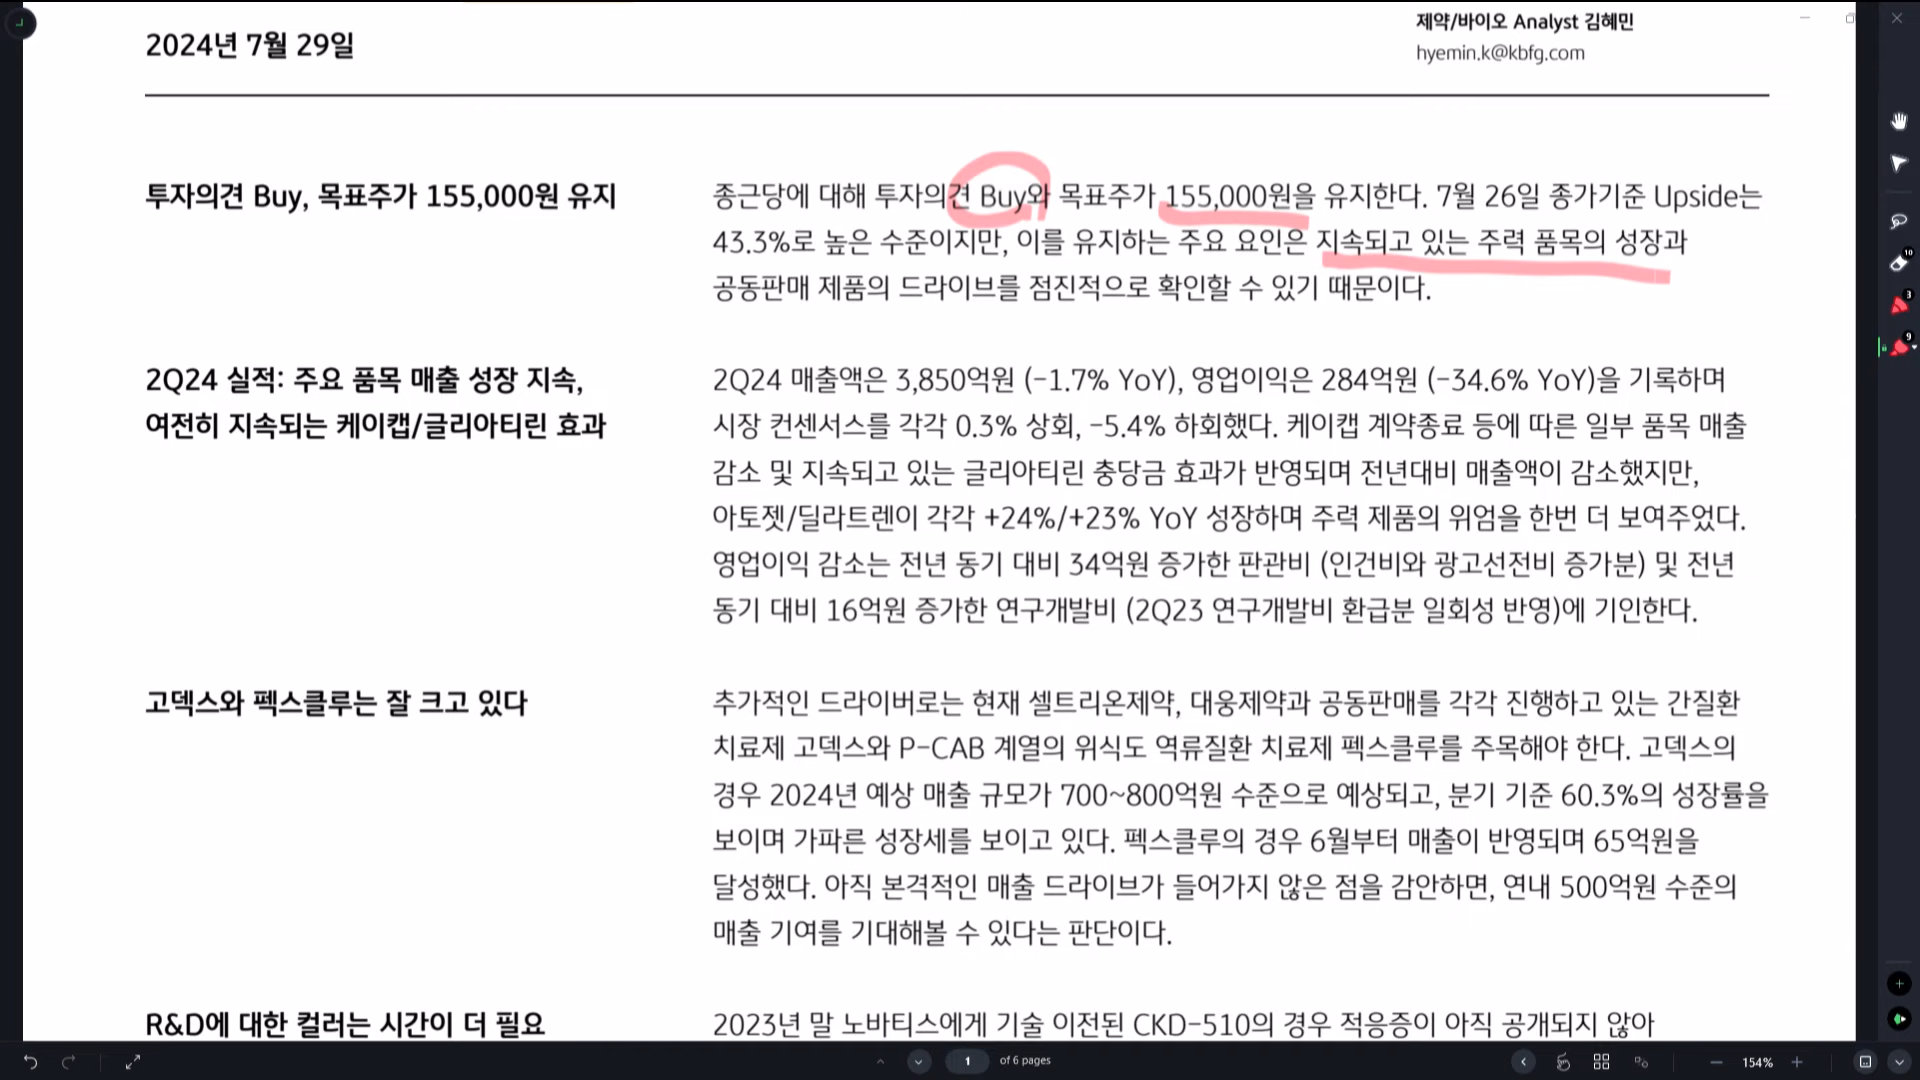 제약/바이오 Analyst 김혜민
2024년 7월 29일
hyemin.k@kbfg.com
투자의견 Buy, 목표주가 155,000원 유지
종근당에 대해 투자의견 Buy와 목표주가 155,000원을 유지한다. 7월 26일 종가기준 Upside는
43.3%로 높은 수준이지만, 이를 유지하는 주요 요인은 지속되고 있는 주력 품목의 성장과
공동판매 제품의 드라이브를 점진적으로 확인할 수 있기 때문이다.
2Q24 실적: 주요 품목 매출 성장 지속,
여전히 지속되는 케이캡/글리아티린 효과
2Q24 매출액은 3,850억원 (-1.7% YoY), 영업이익은 284억원 (-34.6% YoY)을 기록하며
시장 컨센서스를 각각 0.3% 상회, -5.4% 하회했다. 케이캡 계약종료 등에 따른 일부 품목 매출
감소 및 지속되고 있는 글리아티린 충당금 효과가 반영되며 전년대비 매출액이 감소했지만,
아토젯/딜라트렌이 각각 +24%/+23% YoY 성장하며 주력 제품의 위엄을 한번 더 보여주었다.
영업이익 감소는 전년 동기 대비 34억원 증가한 판관비 (인건비와 광고선전비 증가분) 및 전년
동기 대비 16억원 증가한 연구개발비 (2Q23 연구개발비 환급분 일회성 반영)에 기인한다.
고덱스와 펙스클루는 잘 크고 있다
추가적인 드라이버로는 현재 셀트리온제약, 대웅제약과 공동판매를 각각 진행하고 있는 간질환
치료제 고덱스와 P-CAB 계열의 위식도 역류질환 치료제 펙스클루를 주목해야 한다. 고덱스의
경우 2024년 예상 매출 규모가 700~800억원 수준으로 예상되고, 분기 기준 60.3%의 성장률을
보이며 가파른 성장세를 보이고 있다. 펙스클루의 경우 6월부터 매출이 반영되며 65억원을
달성했다. 아직 본격적인 매출 드라이브가 들어가지 않은 점을 감안하면, 연내 500억원 수준의
매출 기여를 기대해볼 수 있다는 판단이다.
R&D에 대한 컬러는 시간이 더 필요
2023년 말 노바티스에게 기술 이전된 CKD-510의 경우 적응증이 아직 공개되지 않아
10
3
9
1 of 6 pages
154%